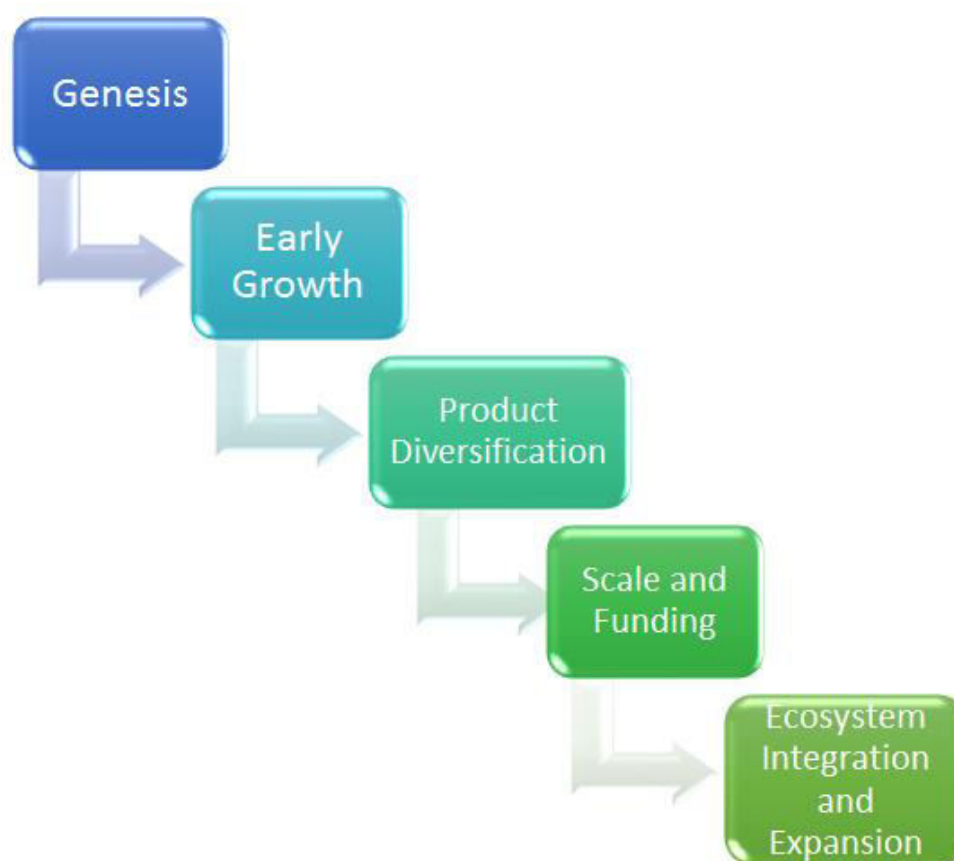 Genesis
Early
Growth
Product
Diversification
Scale and
Funding
Ecosystem
Integration
and
Expansion